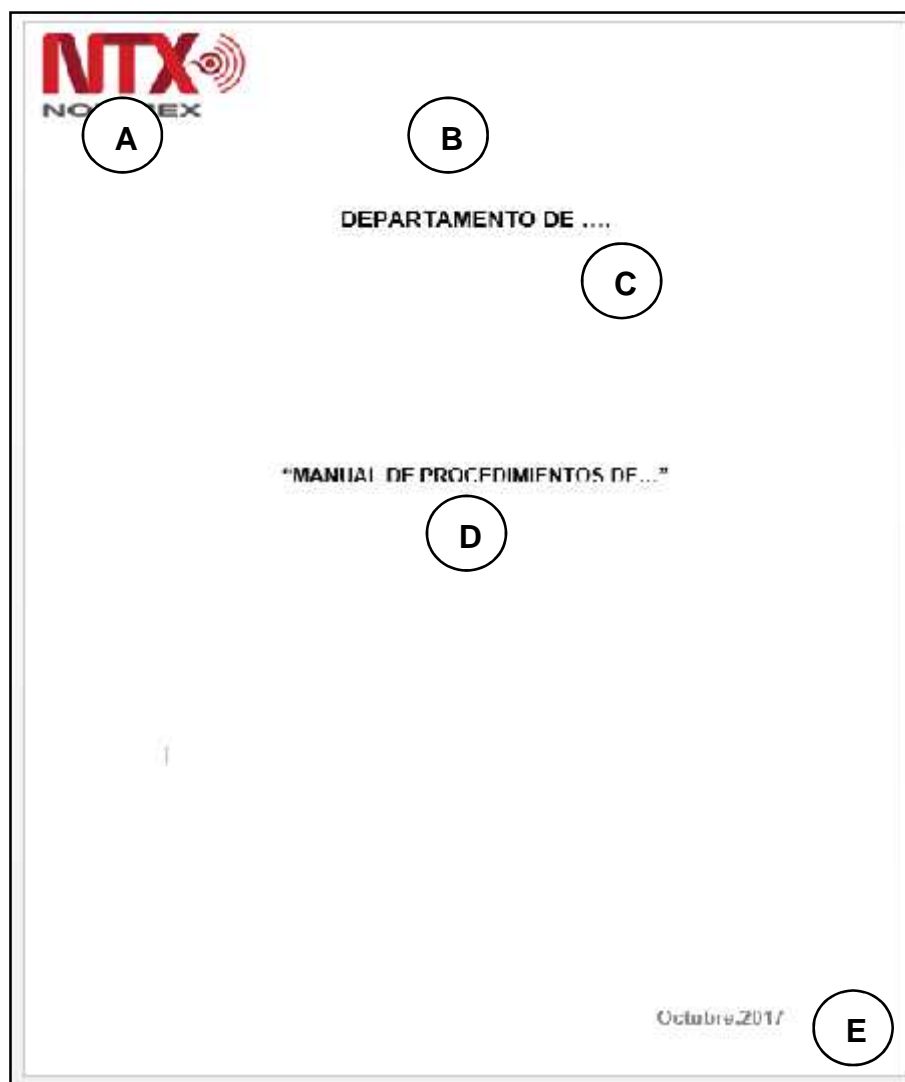 NTX
A
B
DEPARTAMENTO DE ....
C
“MANUAL DE PROCEDIMIENTOS DE...”
D
Octubre.2017
E